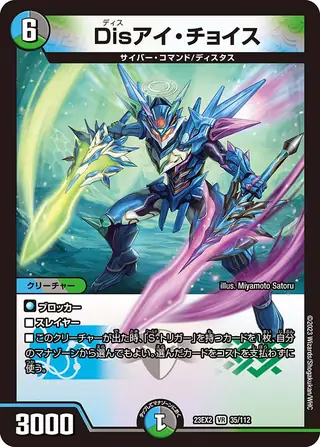 6
ディス
Disアイ・チョイス
サイバー・コマンド/ディスタス
illus. Miyamoto Satoru
クリーチャー
ブロッカー
スレイヤー
このクリーチャーが出た時、「S・トリガー」を持つカードを1枚、自分のマナゾーンから選んでもよい。選んだカードをコストを支払わずに使う。
©2023 Wizards/Shogakukan/WHC
3000
1
23EX2 VR 35/112